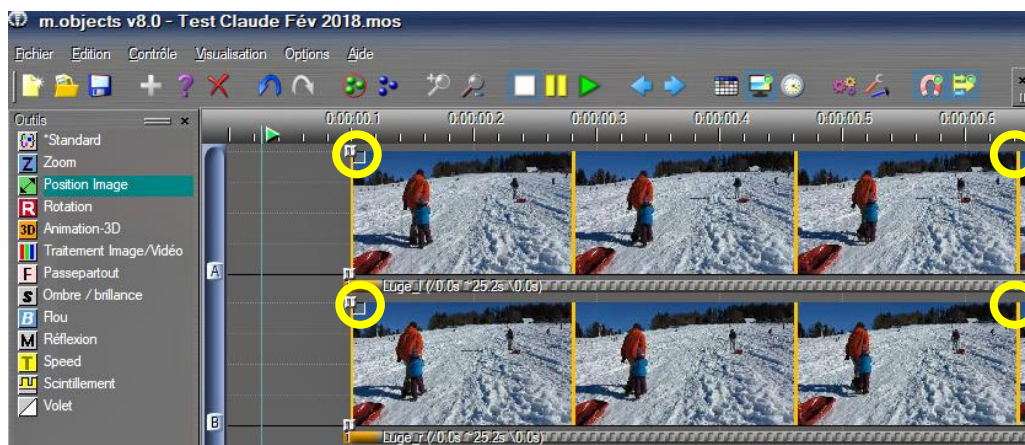 m.objects v8.0 - Test Claude Fév 2018.mos
Fichier Edition Contrôle Visualisation Options Aide
Outils
0:00:00.1 0:00:00.2 0:00:00.3 0:00:00.4 0:00:00.5 0:00:00.6
*Standard
Z Zoom
Position Image
R Rotation
3D Animation-3D
Traitement Image/Vidéo
F Passepartout
S Ombre / brillance
B Flou
M Réflexion
T Speed
Scintillement
Volet
A
Luge_l (/0.0s ~25.2s \0.0s)
B
1 Luge_r (/0.0s ~25.2s \0.0s)